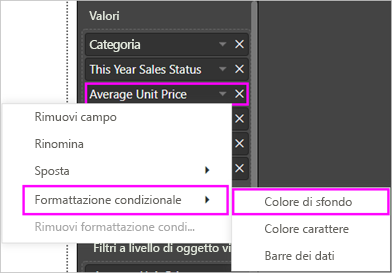 Valori
Categoria
This Year Sales Status
Average Unit Price
Rimuovi campo
Rinomina
Sposta
Formattazione condizionale
Rimuovi formattazione condi...
Colore di sfondo
Colore carattere
Barre dei dati
Filtri a livello di oggetto vi